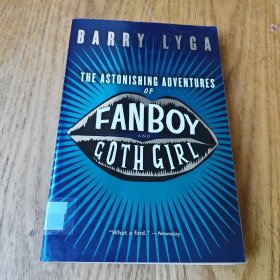 BARRY LYGA
THE ASTONISHING ADVENTURES
OF
FANBOY
AND
GOTH GIRL
"What a find." —Newsday